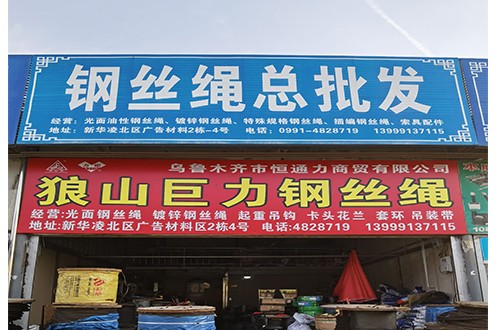 钢丝绳总批发
经营：光面油性钢丝绳、镀锌钢丝绳、特殊规格钢丝绳、插编钢丝绳、索具配件
地址：新华凌北区广告材料2栋-4号 电话：0991-4828719 13999137115
乌鲁木齐市恒通力商贸有限公司
狼山巨力钢丝绳
经营：光面钢丝绳 镀锌钢丝绳 起重吊钩 卡头花兰 套环 吊装带
地址：新华凌北区广告材料区2栋4号 电话：4828719 13999137115